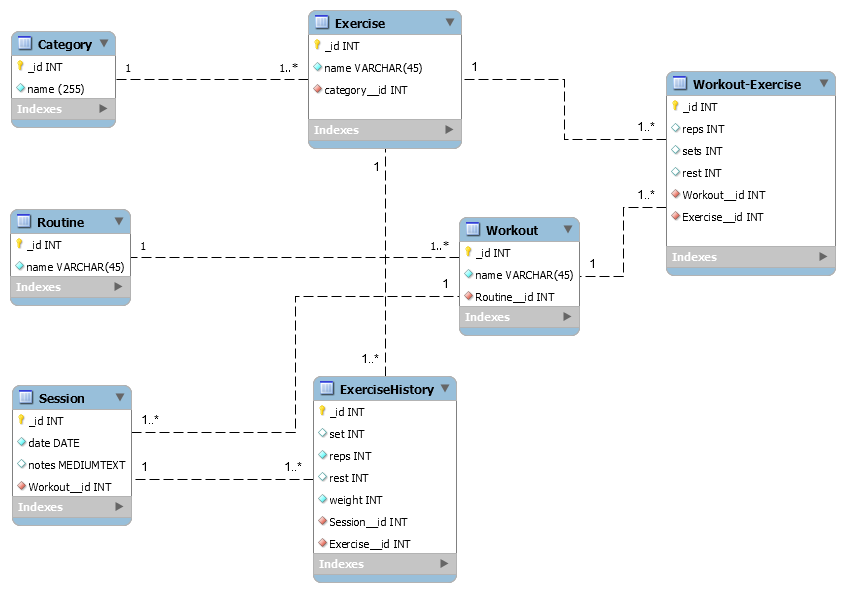 Category
_id INT
name (255)
Indexes
1
1..*
Exercise
_id INT
name VARCHAR(45)
category__id INT
Indexes
1
1..*
Workout-Exercise
_id INT
reps INT
sets INT
rest INT
Workout__id INT
Exercise__id INT
Indexes
1
1..*
Routine
_id INT
name VARCHAR(45)
Indexes
1
1..*
Workout
_id INT
name VARCHAR(45)
Routine__id INT
Indexes
1
1
1..*
Session
_id INT
date DATE
notes MEDIUMTEXT
Workout__id INT
Indexes
1..*
1
1..*
ExerciseHistory
_id INT
set INT
reps INT
rest INT
weight INT
Session__id INT
Exercise__id INT
Indexes